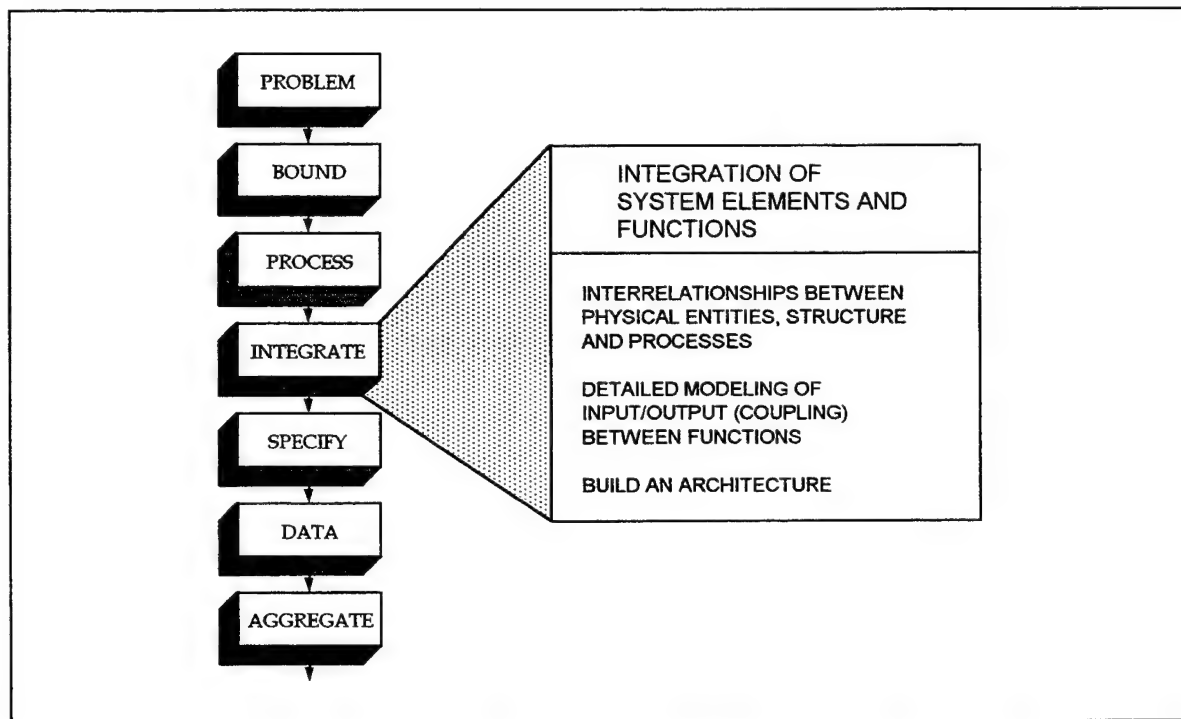 PROBLEM
BOUND
PROCESS
INTEGRATE
SPECIFY
DATA
AGGREGATE
INTEGRATION OF
SYSTEM ELEMENTS AND
FUNCTIONS
INTERRELATIONSHIPS BETWEEN
PHYSICAL ENTITIES, STRUCTURE
AND PROCESSES
DETAILED MODELING OF
INPUT/OUTPUT (COUPLING)
BETWEEN FUNCTIONS
BUILD AN ARCHITECTURE